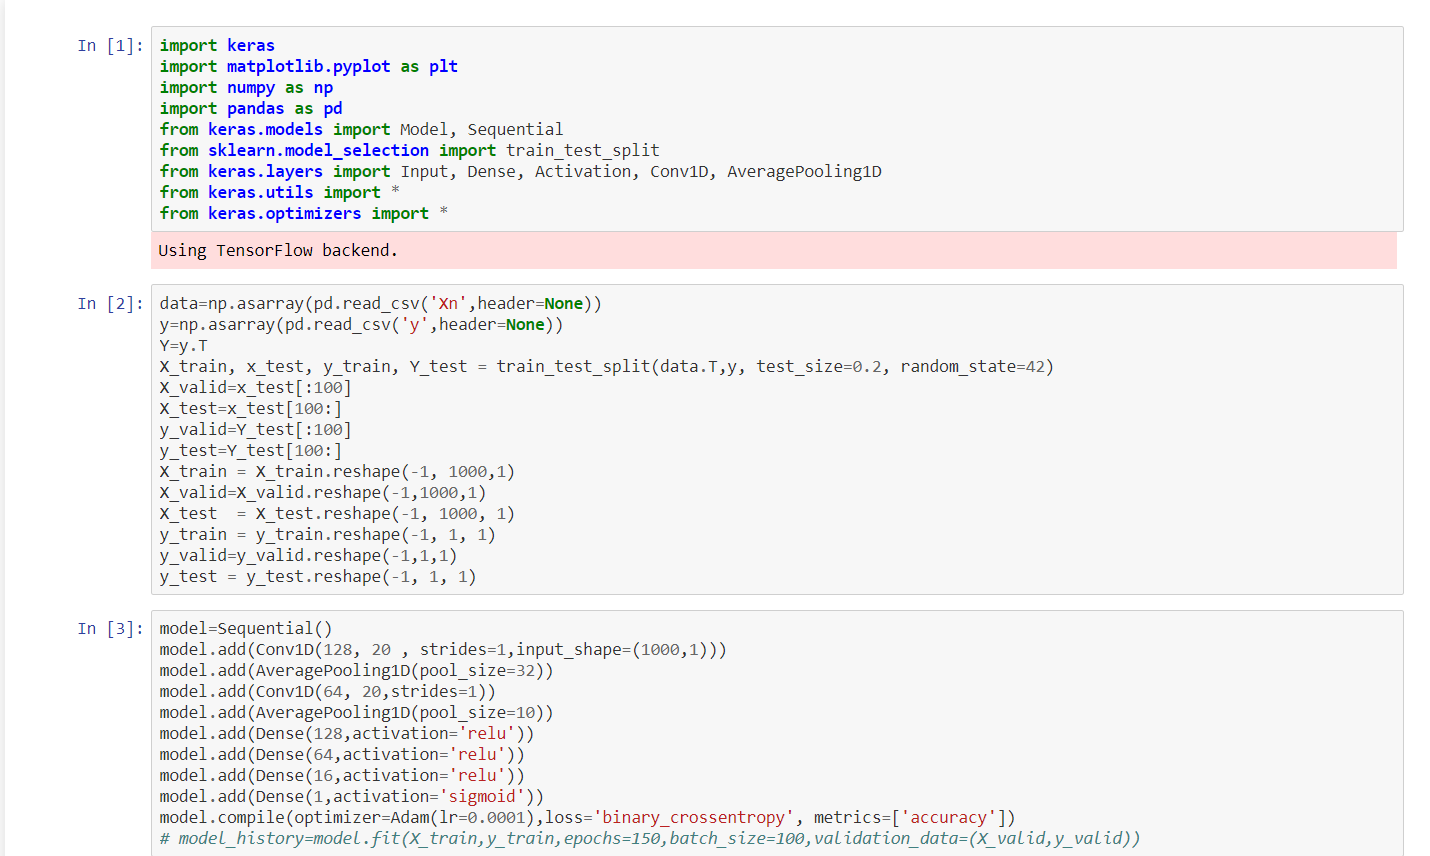 In [1]:
import keras
import matplotlib.pyplot as plt
import numpy as np
import pandas as pd
from keras.models import Model, Sequential
from sklearn.model_selection import train_test_split
from keras.layers import Input, Dense, Activation, Conv1D, AveragePooling1D
from keras.utils import *
from keras.optimizers import *
Using TensorFlow backend.
In [2]:
data=np.asarray(pd.read_csv('Xn',header=None))
y=np.asarray(pd.read_csv('y',header=None))
Y=y.T
X_train, x_test, y_train, Y_test = train_test_split(data.T,y, test_size=0.2, random_state=42)
X_valid=x_test[:100]
X_test=x_test[100:]
y_valid=Y_test[:100]
y_test=Y_test[100:]
X_train = X_train.reshape(-1, 1000,1)
X_valid=X_valid.reshape(-1,1000,1)
X_test  = X_test.reshape(-1, 1000, 1)
y_train = y_train.reshape(-1, 1, 1)
y_valid=y_valid.reshape(-1,1,1)
y_test = y_test.reshape(-1, 1, 1)
In [3]:
model=Sequential()
model.add(Conv1D(128, 20 , strides=1,input_shape=(1000,1)))
model.add(AveragePooling1D(pool_size=32))
model.add(Conv1D(64, 20,strides=1))
model.add(AveragePooling1D(pool_size=10))
model.add(Dense(128,activation='relu'))
model.add(Dense(64,activation='relu'))
model.add(Dense(16,activation='relu'))
model.add(Dense(1,activation='sigmoid'))
model.compile(optimizer=Adam(lr=0.0001),loss='binary_crossentropy', metrics=['accuracy'])
# model_history=model.fit(X_train,y_train,epochs=150,batch_size=100,validation_data=(X_valid,y_valid))